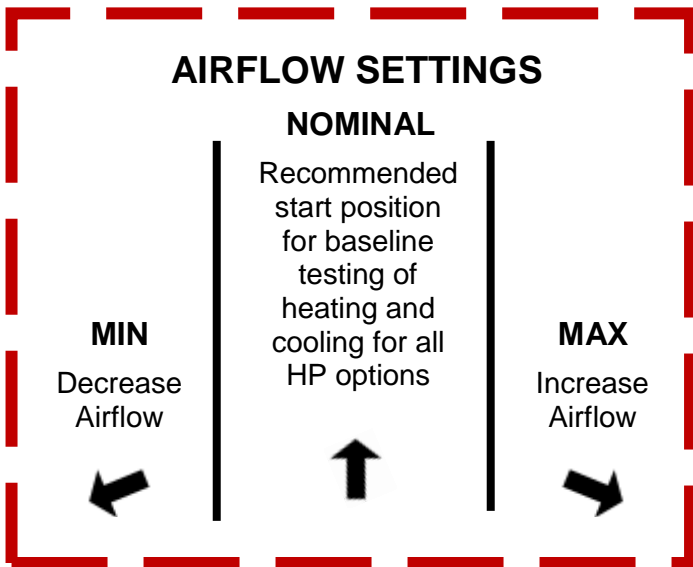 AIRFLOW SETTINGS
NOMINAL
Recommended
start position
for baseline
testing of
heating and
cooling for all
HP options
MIN
Decrease
Airflow
MAX
Increase
Airflow